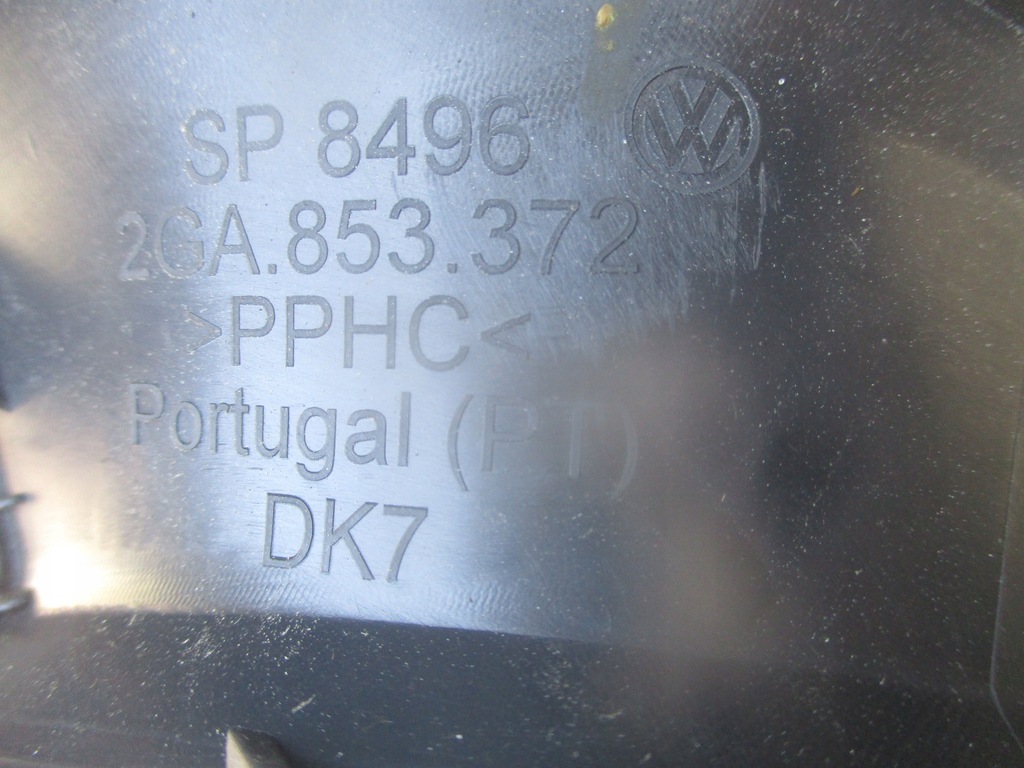 SP 8496
2GA.853.372
>PPHC<
Portugal (PT)
DK7